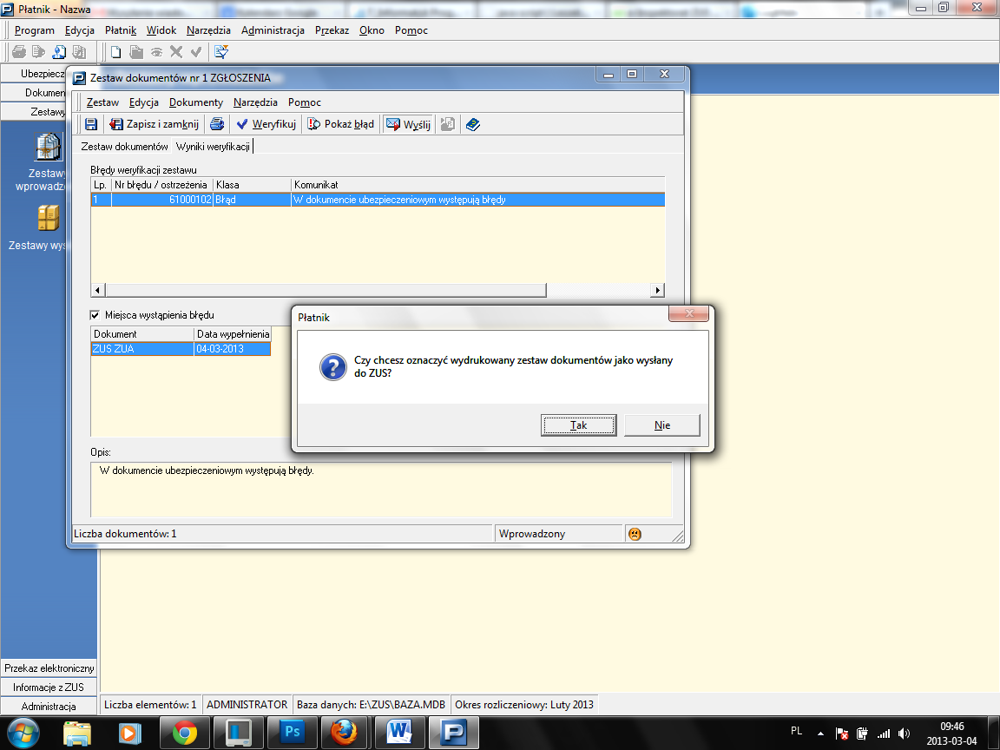 Płatnik - Nazwa
Program Edycja Płatnik Widok Narzędzia Administracja Przekaz Okno Pomoc
Ubezpiecz
Dokumen
Zestawy
Zestawy
wprowadzo
Zestawy wys
Zestaw dokumentów nr 1 ZGŁOSZENIA
Zestaw Edycja Dokumenty Narzędzia Pomoc
Zapisz i zamknij Weryfikuj Pokaż błąd Wyślij
Zestaw dokumentów Wyniki weryfikacji
Błędy weryfikacji zestawu
Lp. Nr błędu / ostrzeżenia Klasa Komunikat
1 61000102 Błąd W dokumencie ubezpieczeniowym występują błędy
Miejsca wystąpienia błędu
Dokument Data wypełnienia
ZUS ZUA 04-03-2013
Płatnik
Czy chcesz oznaczyć wydrukowany zestaw dokumentów jako wysłany
do ZUS?
Tak Nie
Opis:
W dokumencie ubezpieczeniowym występują błędy.
Liczba dokumentów: 1 Wprowadzony
Przekaz elektroniczny
Informacje z ZUS
Administracja
Liczba elementów: 1 ADMINISTRATOR Baza danych: E:\ZUS\BAZA.MDB Okres rozliczeniowy: Luty 2013
Ps
PL
09:46
2013-03-04